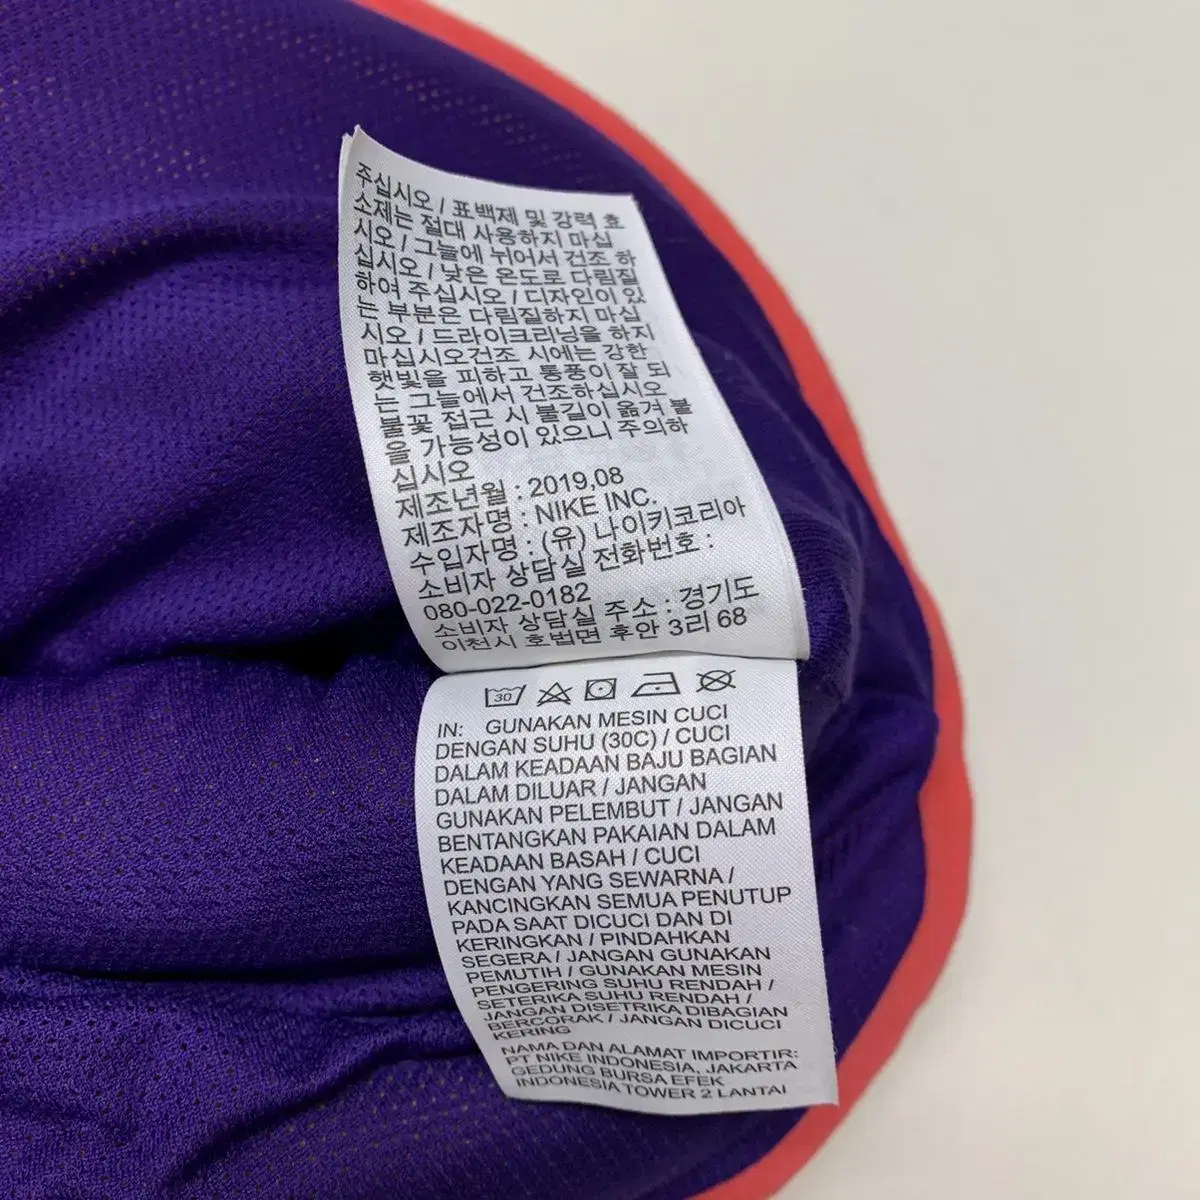 주십시오 / 표백제 및 강력 효
소제는 절대 사용하지 마십
시오 / 그늘에 뉘어서 건조 하
십시오 / 낮은 온도로 다림질
하여 주십시오 / 디자인이 있
는 부분은 다림질하지 마십
시오 / 드라이크리닝을 하지
마십시오건조 시에는 강한
햇빛을 피하고 통풍이 잘 되
는 그늘에서 건조하십시오
불꽃 접근 시 불길이 옮겨 붙
을 가능성이 있으니 주의하
십시오
제조년월 : 2019,08
제조자명 : NIKE INC.
수입자명 : (유) 나이키코리아
소비자 상담실 전화번호 :
080-022-0182
소비자 상담실 주소 : 경기도
이천시 호법면 후안 3리 68
30
IN: GUNAKAN MESIN CUCI
DENGAN SUHU (30C) / CUCI
DALAM KEADAAN BAJU BAGIAN
DALAM DILUAR / JANGAN
GUNAKAN PELEMBUT / JANGAN
BENTANGKAN PAKAIAN DALAM
KEADAAN BASAH / CUCI
DENGAN YANG SEWARNA /
KANCINGKAN SEMUA PENUTUP
PADA SAAT DICUCI DAN DI
KERINGKAN / PINDAHKAN
SEGERA / JANGAN GUNAKAN
PEMUTIH / GUNAKAN MESIN
PENGERING SUHU RENDAH /
SETERIKA SUHU RENDAH /
JANGAN DISETRIKA DIBAGIAN
BERCORAK / JANGAN DICUCI
KERING
NAMA DAN ALAMAT IMPORTIR:
PT NIKE INDONESIA, JAKARTA
GEDUNG BURSA EFEK
INDONESIA TOWER 2 LANTAI